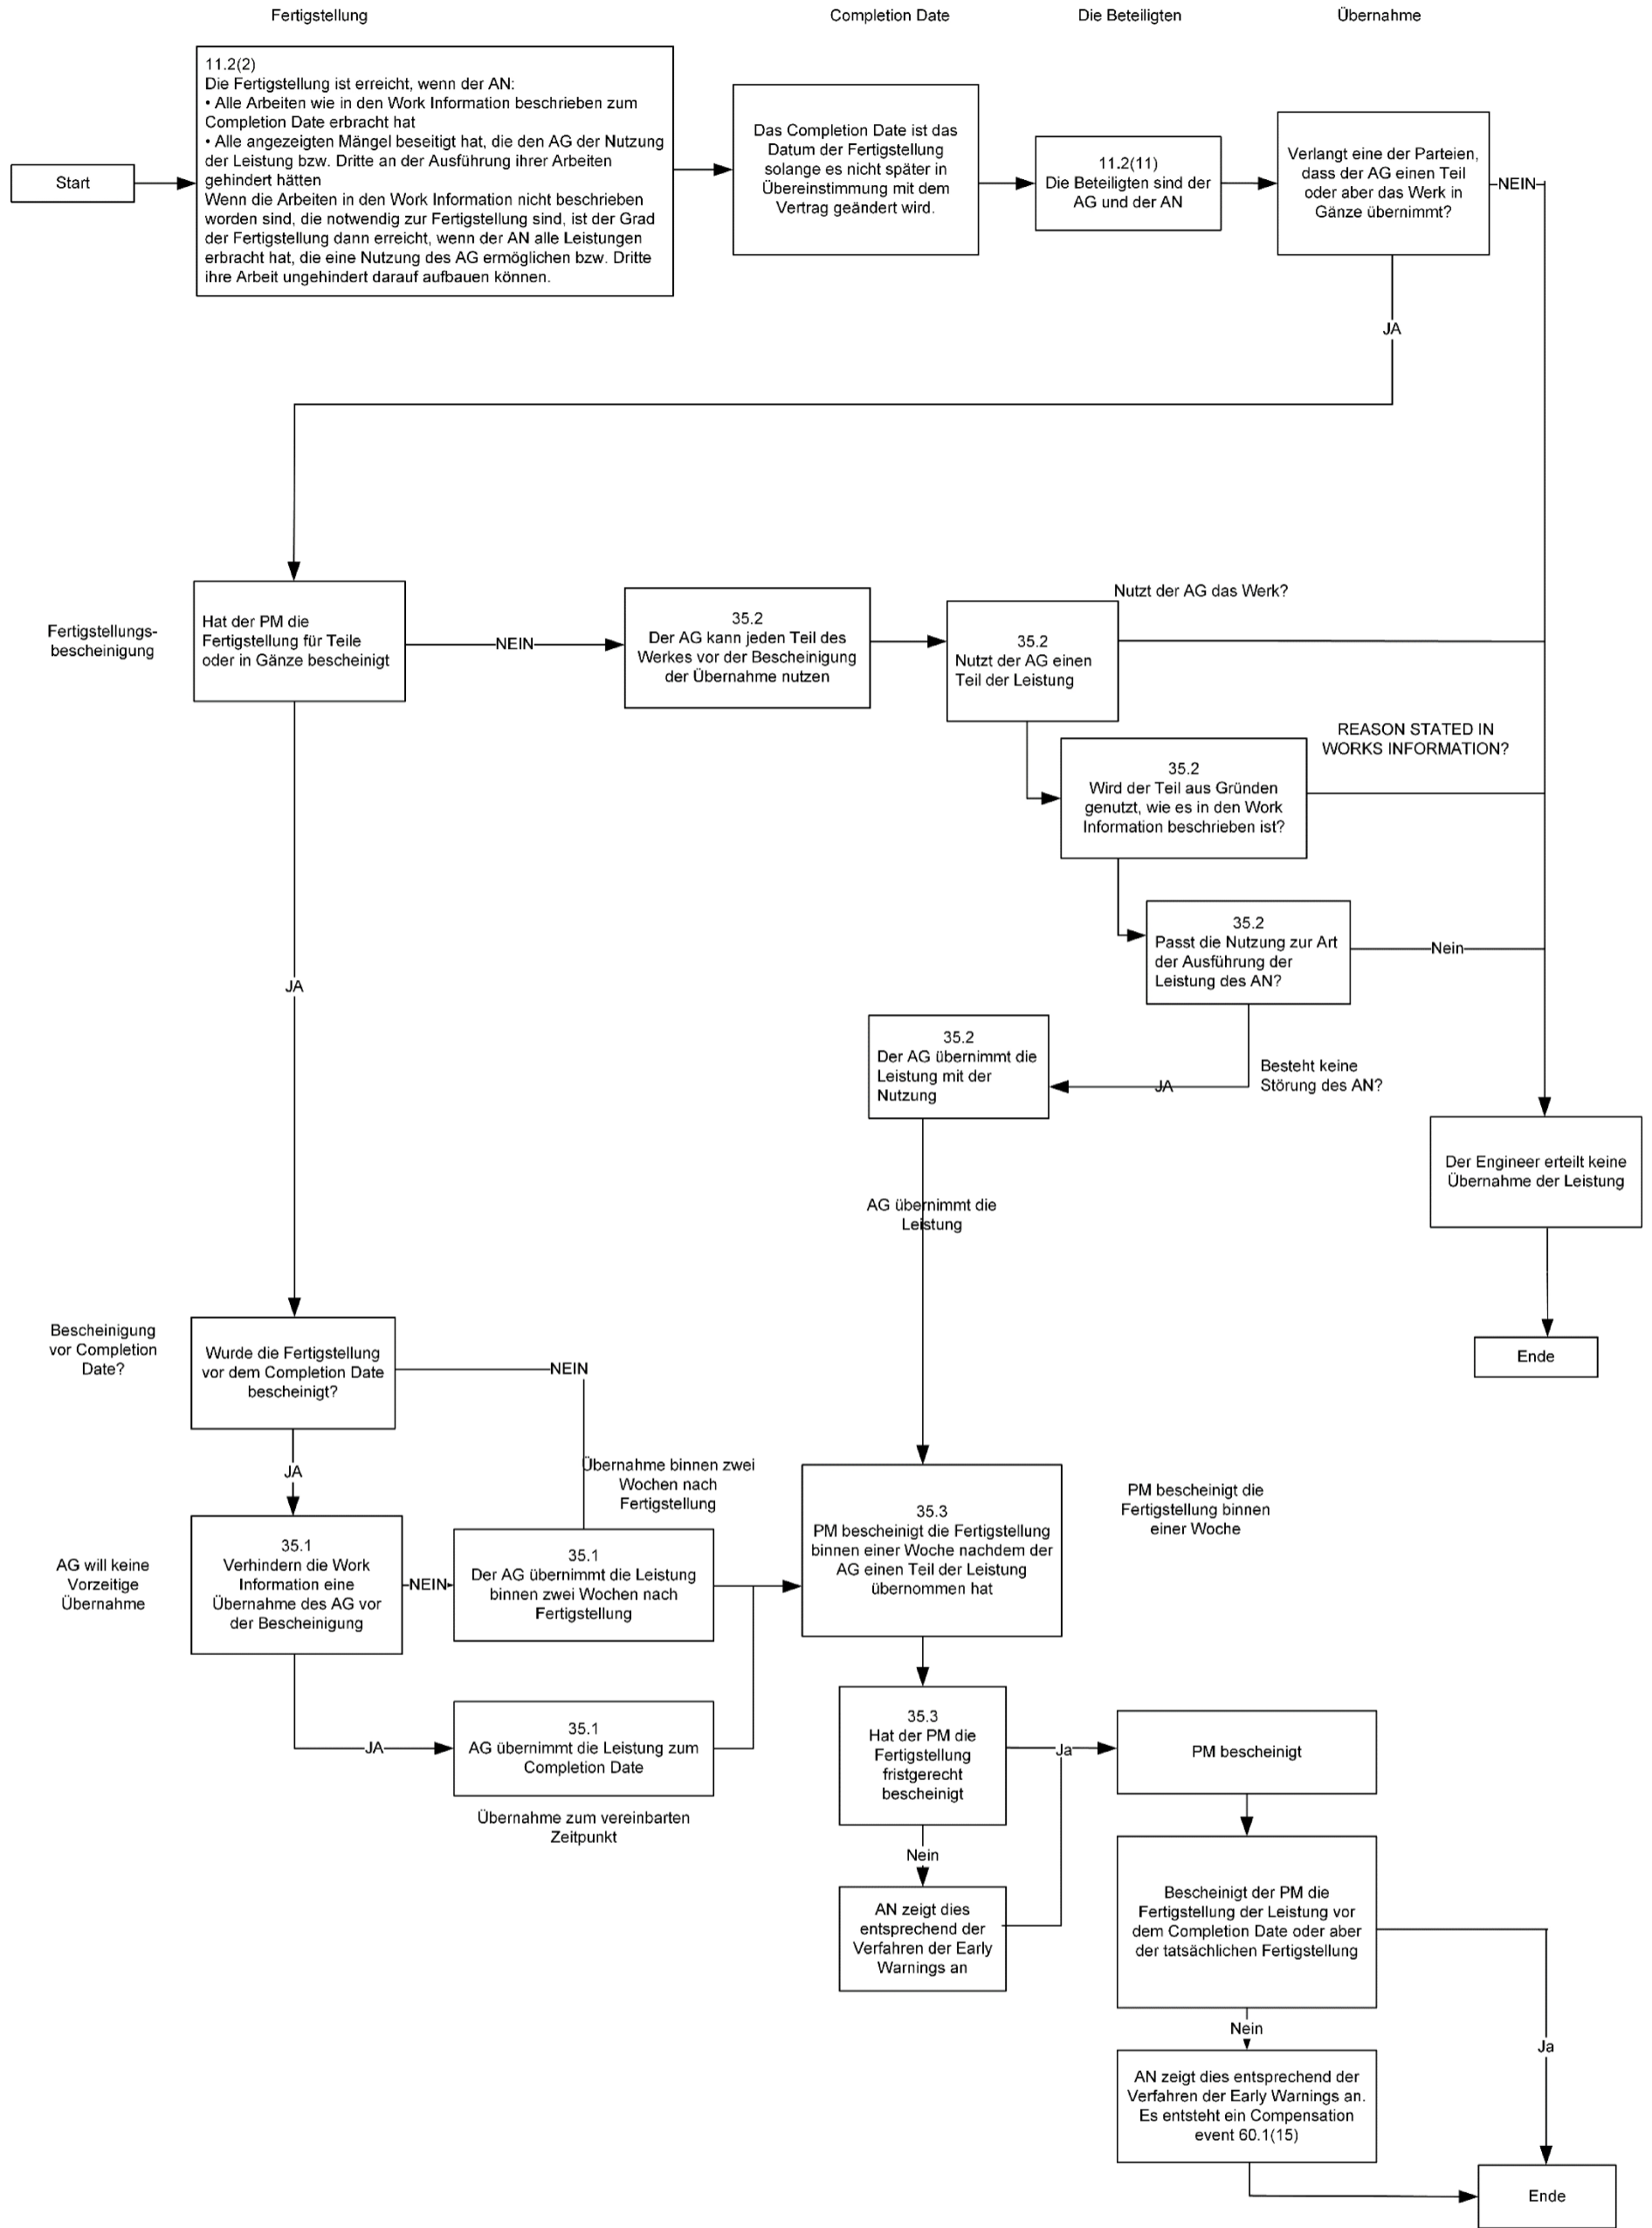 Fertigstellung
Completion Date
Die Beteiligten
Übernahme
Start
11.2(2)
Die Fertigstellung ist erreicht, wenn der AN:
• Alle Arbeiten wie in den Work Information beschrieben zum
Completion Date erbracht hat
• Alle angezeigten Mängel beseitigt hat, die den AG der Nutzung
der Leistung bzw. Dritte an der Ausführung ihrer Arbeiten
gehindert hätten
Wenn die Arbeiten in den Work Information nicht beschrieben
worden sind, die notwendig zur Fertigstellung sind, ist der Grad
der Fertigstellung dann erreicht, wenn der AN alle Leistungen
erbracht hat, die eine Nutzung des AG ermöglichen bzw. Dritte
ihre Arbeit ungehindert darauf aufbauen können.
Das Completion Date ist das
Datum der Fertigstellung
solange es nicht später in
Übereinstimmung mit dem
Vertrag geändert wird.
11.2(11)
Die Beteiligten sind der
AG und der AN
Verlangt eine der Parteien,
dass der AG einen Teil
oder aber das Werk in
Gänze übernimmt?
NEIN
JA
Fertigstellungs-
bescheinigung
Hat der PM die
Fertigstellung für Teile
oder in Gänze bescheinigt
NEIN
35.2
Der AG kann jeden Teil des
Werkes vor der Bescheinigung
der Übernahme nutzen
Nutzt der AG das Werk?
35.2
Nutzt der AG einen
Teil der Leistung
REASON STATED IN
WORKS INFORMATION?
35.2
Wird der Teil aus Gründen
genutzt, wie es in den Work
Information beschrieben ist?
35.2
Passt die Nutzung zur Art
der Ausführung der
Leistung des AN?
Nein
JA
35.2
Der AG übernimmt die
Leistung mit der
Nutzung
JA
Besteht keine
Störung des AN?
Der Engineer erteilt keine
Übernahme der Leistung
AG übernimmt die
Leistung
Ende
Bescheinigung
vor Completion
Date?
Wurde die Fertigstellung
vor dem Completion Date
bescheinigt?
NEIN
JA
Übernahme binnen zwei
Wochen nach
Fertigstellung
AG will keine
Vorzeitige
Übernahme
35.1
Verhindern die Work
Information eine
Übernahme des AG vor
der Bescheinigung
NEIN
35.1
Der AG übernimmt die Leistung
binnen zwei Wochen nach
Fertigstellung
35.3
PM bescheinigt die Fertigstellung
binnen einer Woche nachdem der
AG einen Teil der Leistung
übernommen hat
PM bescheinigt die
Fertigstellung binnen
einer Woche
JA
35.1
AG übernimmt die Leistung zum
Completion Date
Übernahme zum vereinbarten
Zeitpunkt
35.3
Hat der PM die
Fertigstellung
fristgerecht
bescheinigt
Ja
PM bescheinigt
Nein
AN zeigt dies
entsprechend der
Verfahren der Early
Warnings an
Bescheinigt der PM die
Fertigstellung der Leistung vor
dem Completion Date oder aber
der tatsächlichen Fertigstellung
Nein
Ja
AN zeigt dies entsprechend der
Verfahren der Early Warnings an.
Es entsteht ein Compensation
event 60.1(15)
Ende